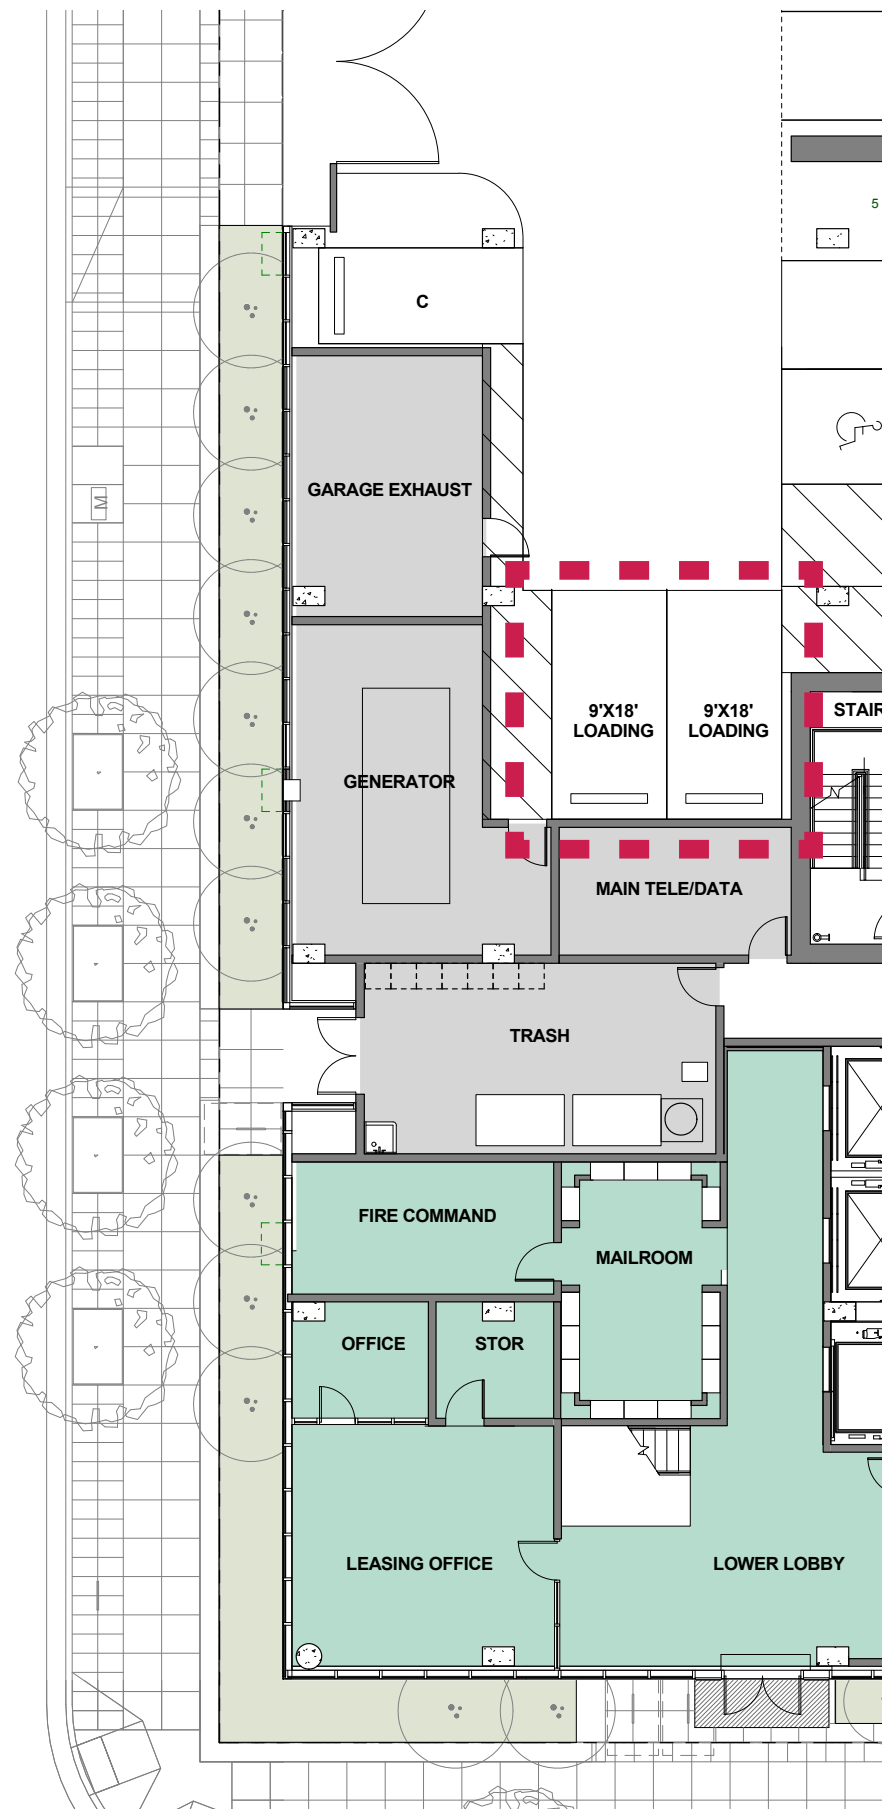 5
C
GARAGE EXHAUST
M
9'X18'
LOADING
9'X18'
LOADING
STAIR
GENERATOR
MAIN TELE/DATA
TRASH
FIRE COMMAND
MAILROOM
OFFICE
STOR
LEASING OFFICE
LOWER LOBBY